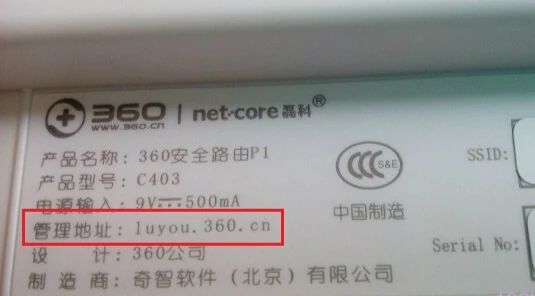 360 | net-core 磊科®
www.360.cn
产品名称: 360安全路由P1
产品型号: C403
电源输入: 9V⎓500mA
管理地址: luyou.360.cn
设 计: 360公司
制 造 商: 奇智软件 (北京) 有限公司
CCC S&E
中国制造
SSID:
Serial No: